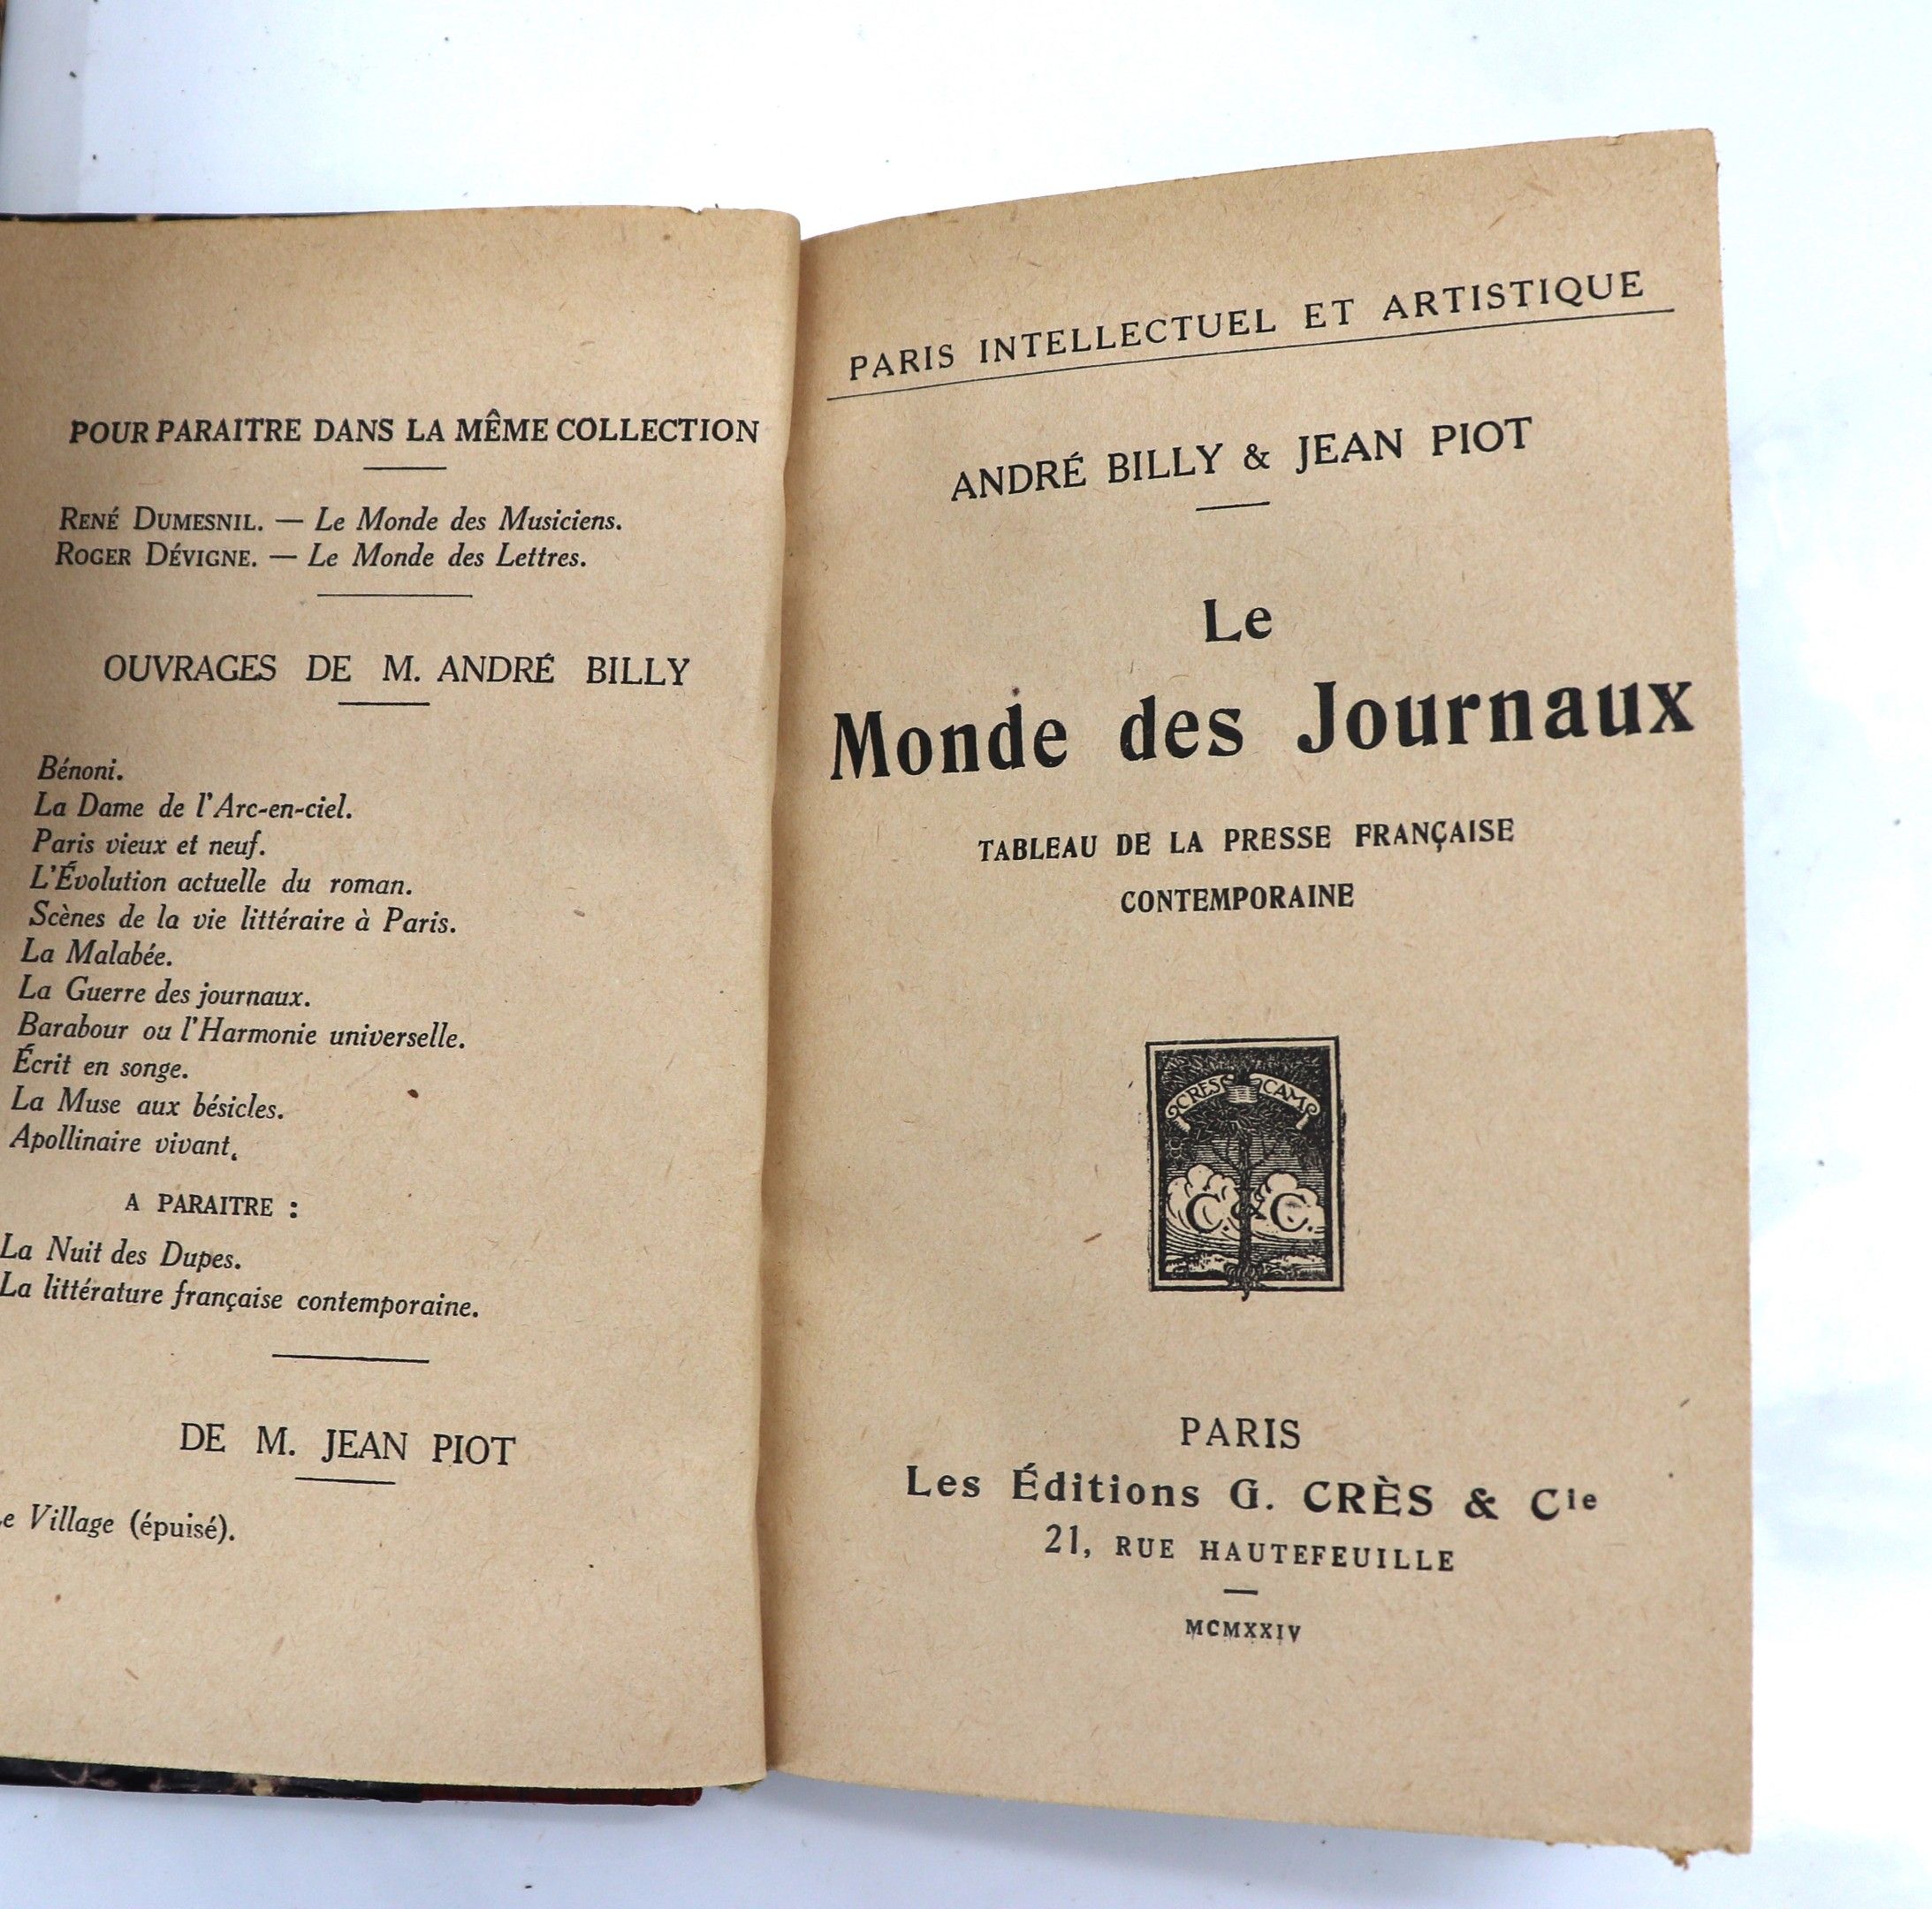 POUR PARAITRE DANS LA MÊME COLLECTION
RENÉ DUMESNIL. — Le Monde des Musiciens.
ROGER DÉVIGNE. — Le Monde des Lettres.
OUVRAGES DE M. ANDRÉ BILLY
Bénoni.
La Dame de l'Arc-en-ciel.
Paris vieux et neuf.
L'Évolution actuelle du roman.
Scènes de la vie littéraire à Paris.
La Malabée.
La Guerre des journaux.
Barabour ou l'Harmonie universelle.
Écrit en songe.
La Muse aux bésicles.
Apollinaire vivant.
A PARAITRE :
La Nuit des Dupes.
La littérature française contemporaine.
DE M. JEAN PIOT
e Village (épuisé).
PARIS INTELLECTUEL ET ARTISTIQUE
ANDRÉ BILLY & JEAN PIOT
Le
Monde des Journaux
TABLEAU DE LA PRESSE FRANÇAISE
CONTEMPORAINE
CRES CAM
C. & C.
PARIS
Les Éditions G. CRÈS & Cie
21, RUE HAUTEFEUILLE
MCMXXIV